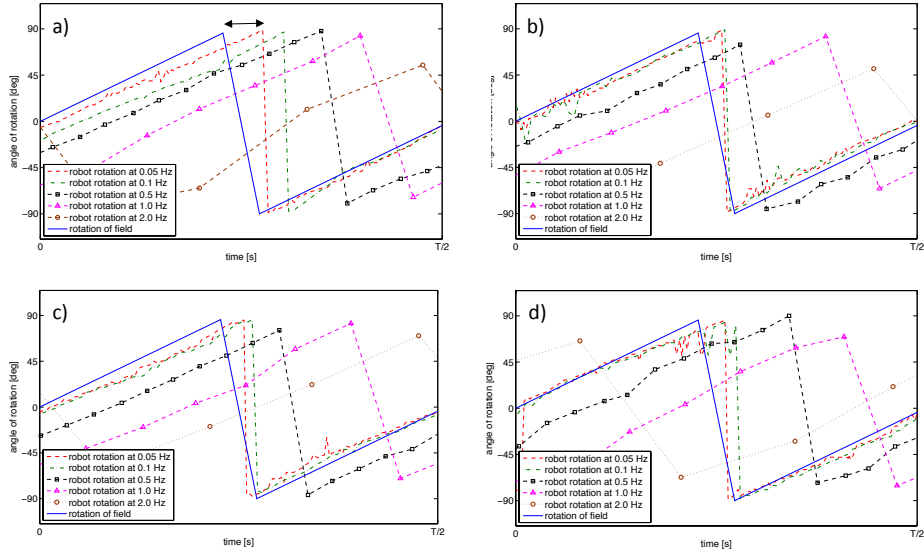 a)
90
45
0
-45
-90
angle of rotation [deg]
robot rotation at 0.05 Hz
robot rotation at 0.1 Hz
robot rotation at 0.5 Hz
robot rotation at 1.0 Hz
robot rotation at 2.0 Hz
rotation of field
0
T/2
time [s]
b)
90
45
0
-45
-90
robot rotation at 0.05 Hz
robot rotation at 0.1 Hz
robot rotation at 0.5 Hz
robot rotation at 1.0 Hz
robot rotation at 2.0 Hz
rotation of field
0
T/2
time [s]
c)
90
45
0
-45
-90
angle of rotation [deg]
robot rotation at 0.05 Hz
robot rotation at 0.1 Hz
robot rotation at 0.5 Hz
robot rotation at 1.0 Hz
robot rotation at 2.0 Hz
rotation of field
0
T/2
time [s]
d)
90
45
0
-45
-90
angle of rotation [deg]
robot rotation at 0.05 Hz
robot rotation at 0.1 Hz
robot rotation at 0.5 Hz
robot rotation at 1.0 Hz
robot rotation at 2.0 Hz
rotation of field
0
T/2
time [s]